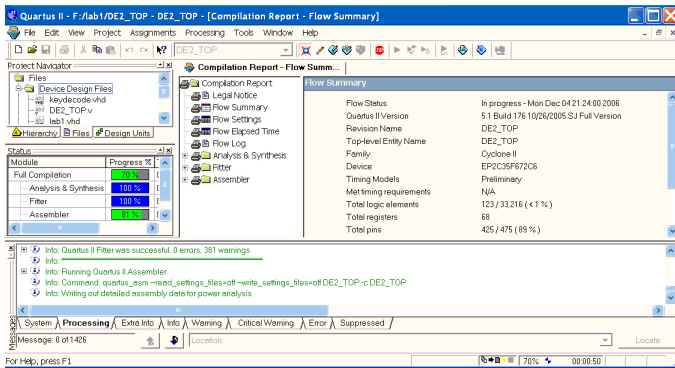 Quartus II - F:/lab1/DE2_TOP - DE2_TOP - [Compilation Report - Flow Summary]
File Edit View Project Assignments Processing Tools Window Help
DE2_TOP
Project Navigator
Files
Device Design Files
keydecode.vhd
DE2_TOP.v
lab1.vhd
Hierarchy Files Design Units
Status
Module Progress %
Full Compilation 70 %
Analysis & Synthesis 100 %
Fitter 100 %
Assembler 81 %
Compilation Report - Flow Summ...
Compilation Report
Legal Notice
Flow Summary
Flow Settings
Flow Elapsed Time
Flow Log
Analysis & Synthesis
Fitter
Assembler
Flow Summary
Flow Status In progress - Mon Dec 04 21:24:00 2006
Quartus II Version 5.1 Build 176 10/26/2005 SJ Full Version
Revision Name DE2_TOP
Top-level Entity Name DE2_TOP
Family Cyclone II
Device EP2C35F672C6
Timing Models Preliminary
Met timing requirements N/A
Total logic elements 123 / 33,216 ( < 1 % )
Total registers 68
Total pins 425 / 475 ( 89 % )
Info: Quartus II Fitter was successful. 0 errors, 381 warnings
Info: ************************************************************
Info: Running Quartus II Assembler
Info: Command: quartus_asm --read_settings_files=off --write_settings_files=off DE2_TOP -c DE2_TOP
Info: Writing out detailed assembly data for power analysis
Messages
System Processing Extra Info Info Warning Critical Warning Error Suppressed
Message: 0 of 1426 Location: Locate
For Help, press F1 70% 00:00:50